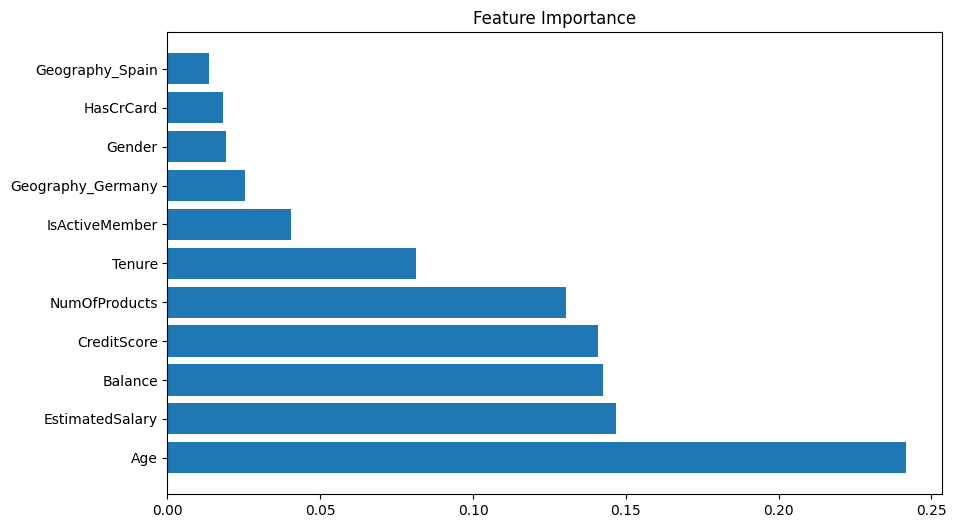 Feature Importance
Geography_Spain
HasCrCard
Gender
Geography_Germany
IsActiveMember
Tenure
NumOfProducts
CreditScore
Balance
EstimatedSalary
Age
0.00 0.05 0.10 0.15 0.20 0.25